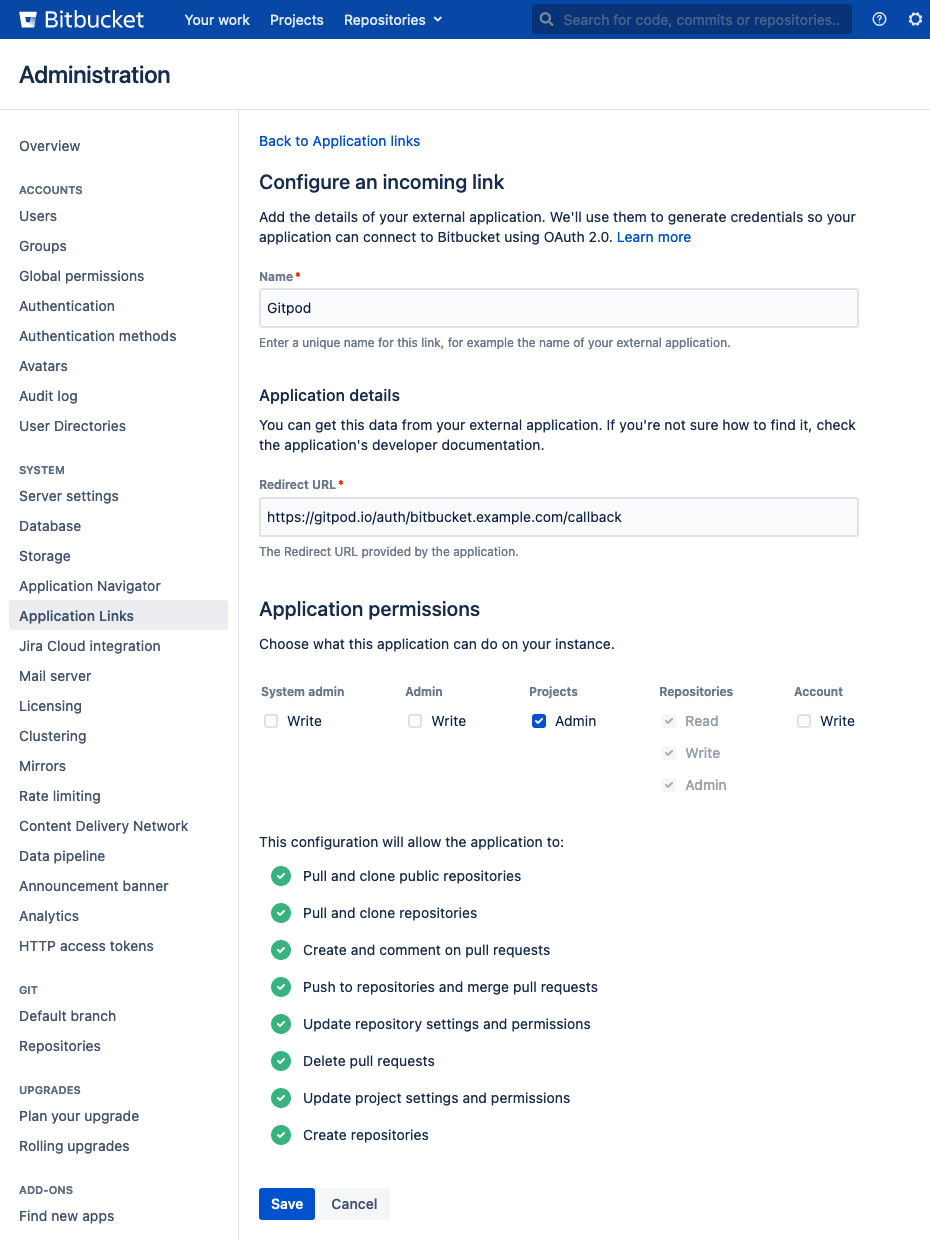 Bitbucket
Your work
Projects
Repositories
Search for code, commits or repositories..
Administration
Overview
ACCOUNTS
Users
Groups
Global permissions
Authentication
Authentication methods
Avatars
Audit log
User Directories
SYSTEM
Server settings
Database
Storage
Application Navigator
Application Links
Jira Cloud integration
Mail server
Licensing
Clustering
Mirrors
Rate limiting
Content Delivery Network
Data pipeline
Announcement banner
Analytics
HTTP access tokens
GIT
Default branch
Repositories
UPGRADES
Plan your upgrade
Rolling upgrades
ADD-ONS
Find new apps
Back to Application links
Configure an incoming link
Add the details of your external application. We'll use them to generate credentials so your
application can connect to Bitbucket using OAuth 2.0. Learn more
Name*
Gitpod
Enter a unique name for this link, for example the name of your external application.
Application details
You can get this data from your external application. If you're not sure how to find it, check
the application's developer documentation.
Redirect URL*
https://gitpod.io/auth/bitbucket.example.com/callback
The Redirect URL provided by the application.
Application permissions
Choose what this application can do on your instance.
System admin
Write
Admin
Write
Projects
Admin
Repositories
Read
Write
Admin
Account
Write
This configuration will allow the application to:
Pull and clone public repositories
Pull and clone repositories
Create and comment on pull requests
Push to repositories and merge pull requests
Update repository settings and permissions
Delete pull requests
Update project settings and permissions
Create repositories
Save
Cancel